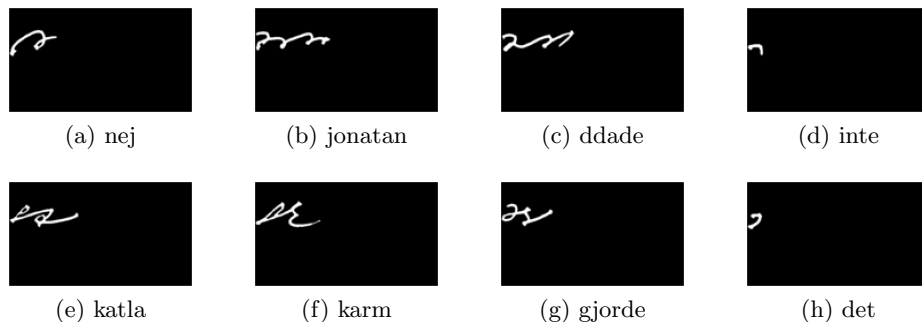 (a) nej
(b) jonatan
(c) ddade
(d) inte
(e) katla
(f) karm
(g) gjorde
(h) det